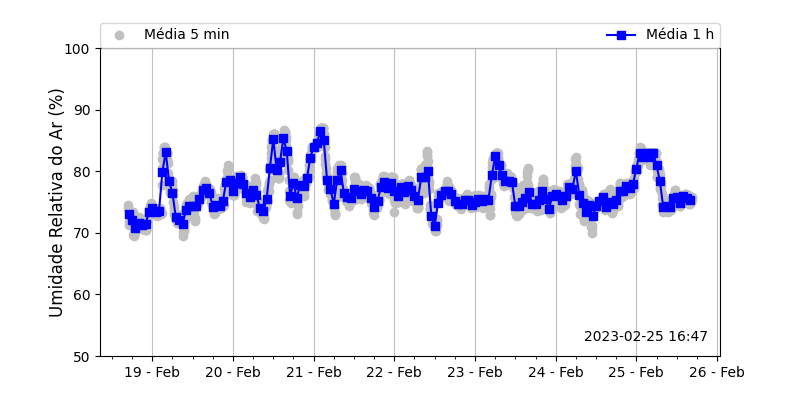 Média 5 min
Média 1 h
100
90
80
70
60
50
Umidade Relativa do Ar (%)
2023-02-25 16:47
19 - Feb
20 - Feb
21 - Feb
22 - Feb
23 - Feb
24 - Feb
25 - Feb
26 - Feb